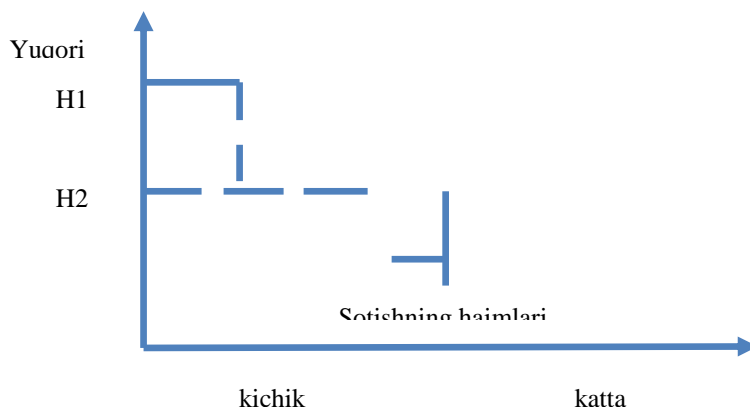 Yuqori
H1
H2
Sotishning hajmlari
kichik
katta